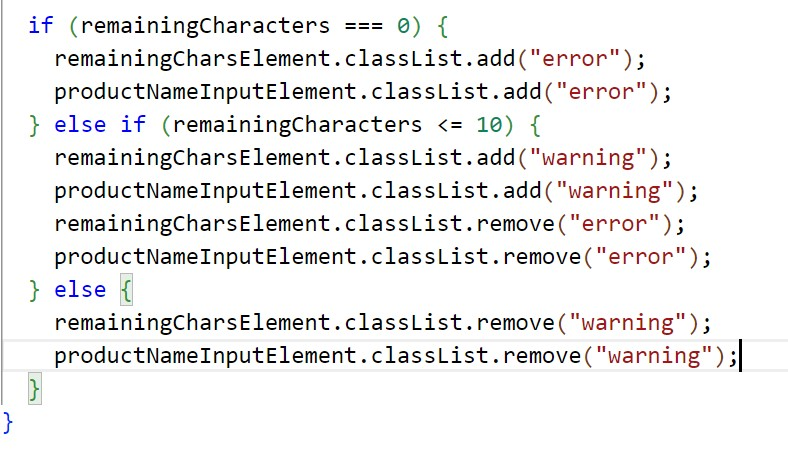 if (remainingCharacters === 0) {
remainingCharsElement.classList.add("error");
productNameInputElement.classList.add("error");
} else if (remainingCharacters <= 10) {
remainingCharsElement.classList.add("warning");
productNameInputElement.classList.add("warning");
remainingCharsElement.classList.remove("error");
productNameInputElement.classList.remove("error");
} else {
remainingCharsElement.classList.remove("warning");
productNameInputElement.classList.remove("warning");
}
}